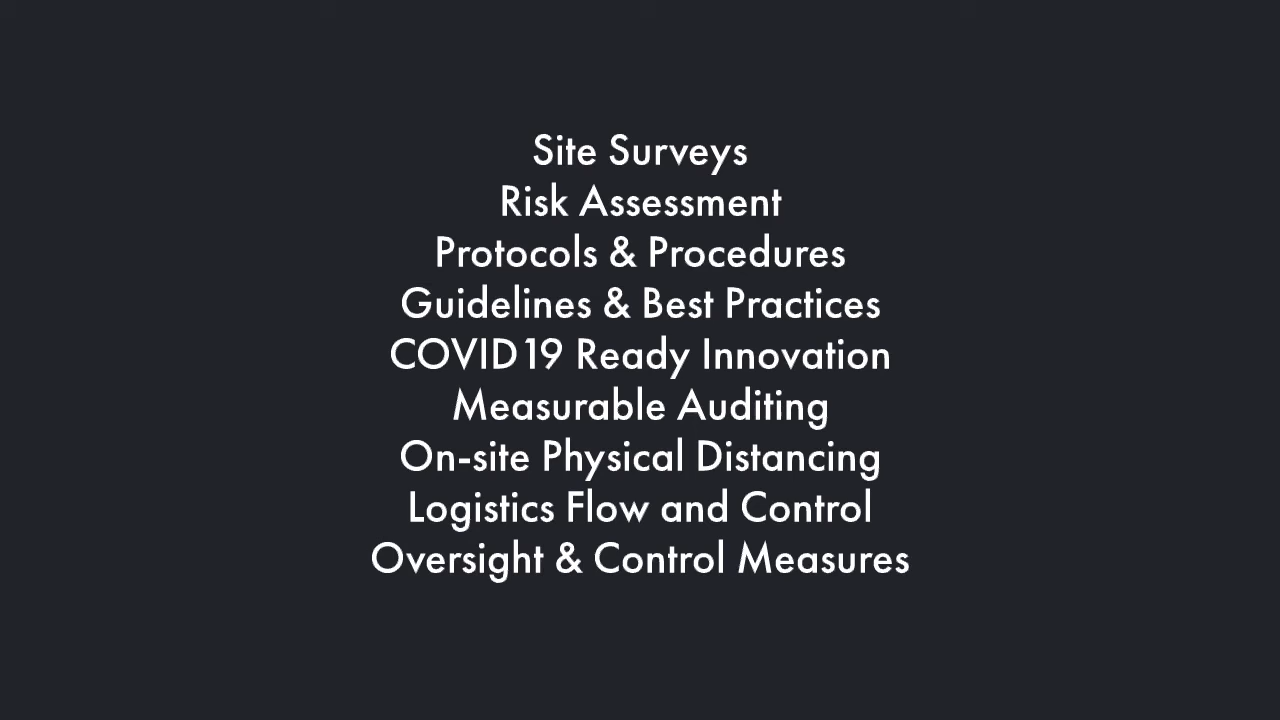 Site Surveys
Risk Assessment
Protocols & Procedures
Guidelines & Best Practices
COVID19 Ready Innovation
Measurable Auditing
On-site Physical Distancing
Logistics Flow and Control
Oversight & Control Measures